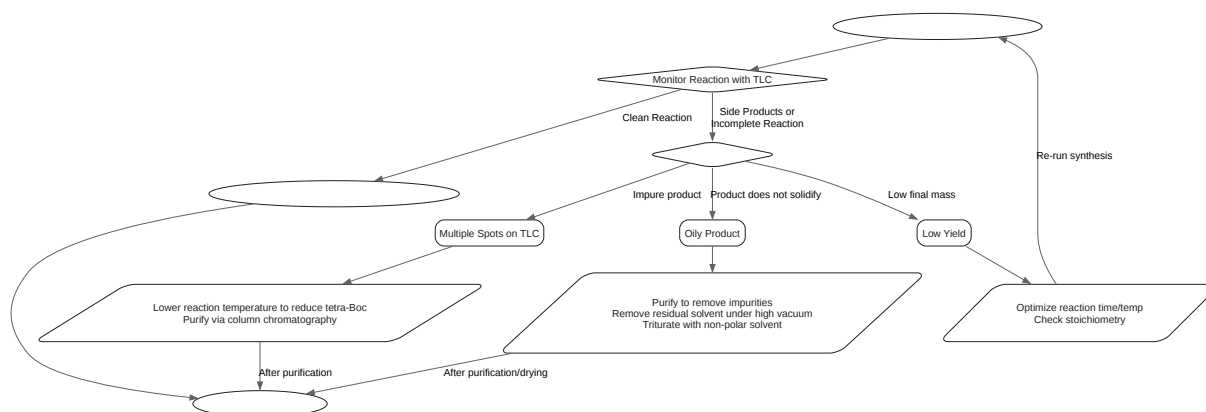 Monitor Reaction with TLC
Clean Reaction
Side Products or
Incomplete Reaction
Re-run synthesis
Impure product
Product does not solidify
Low final mass
Multiple Spots on TLC
Oily Product
Low Yield
Lower reaction temperature to reduce tetra-Boc
Purify via column chromatography
Purify to remove impurities
Remove residual solvent under high vacuum
Triturate with non-polar solvent
Optimize reaction time/temp
Check stoichiometry
After purification
After purification/drying